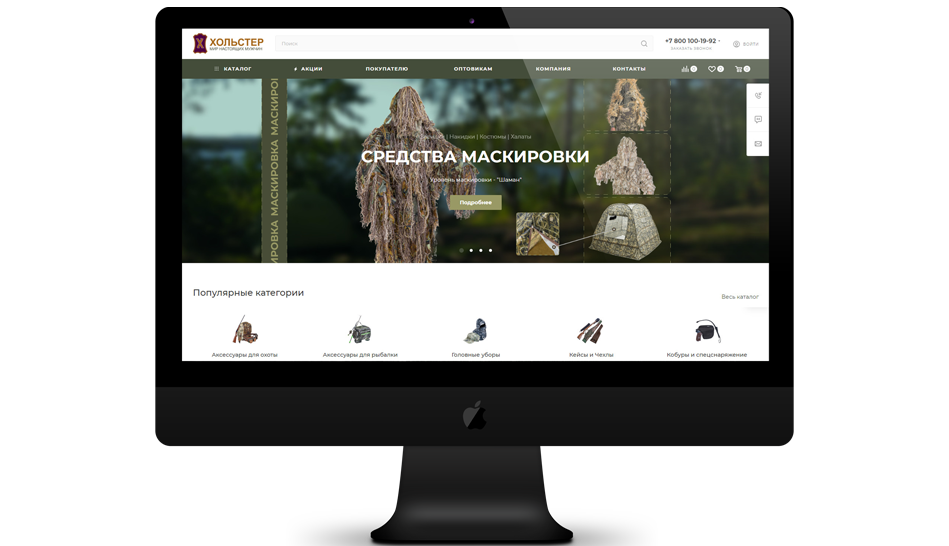 ХОЛЬСТЕР
МИР НАСТОЯЩИХ МУЖЧИН
Поиск
+7 800 100-19-92
ЗАКАЗАТЬ ЗВОНОК
ВОЙТИ
КАТАЛОГ
АКЦИИ
ПОКУПАТЕЛЮ
ОПТОВИКАМ
КОМПАНИЯ
КОНТАКТЫ
0
0
0
МАСКИРОВКА МАСКИРОВКА
| Накидки | Костюмы | Халаты
СРЕДСТВА МАСКИРОВКИ
Уровень маскировки - "Шаман"
Подробнее
Популярные категории
Весь каталог
Аксессуары для охоты
Аксессуары для рыбалки
Головные уборы
Кейсы и Чехлы
Кобуры и спецснаряжение